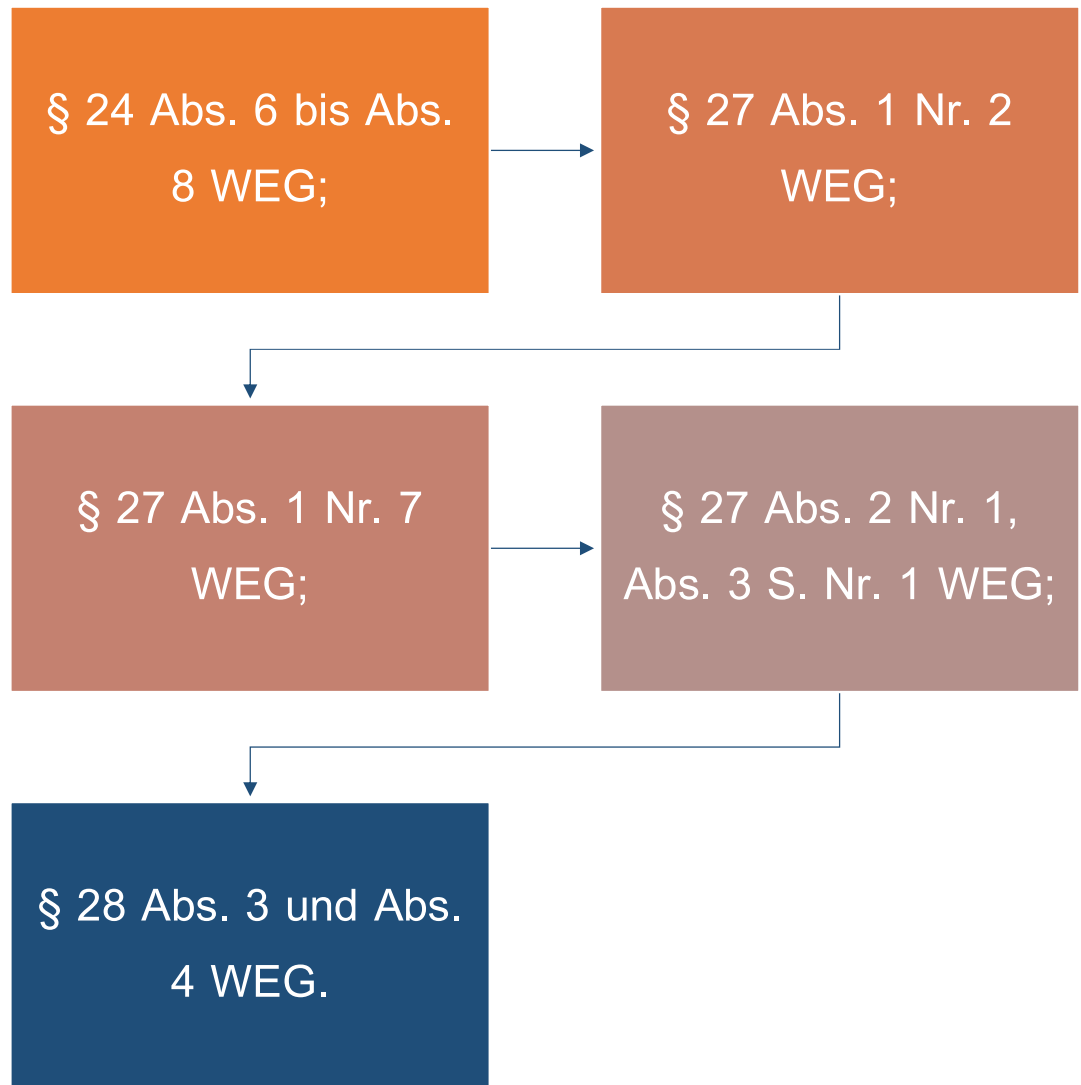 § 24 Abs. 6 bis Abs.
8 WEG;
§ 27 Abs. 1 Nr. 2
WEG;
§ 27 Abs. 1 Nr. 7
WEG;
§ 27 Abs. 2 Nr. 1,
Abs. 3 S. Nr. 1 WEG;
§ 28 Abs. 3 und Abs.
4 WEG.